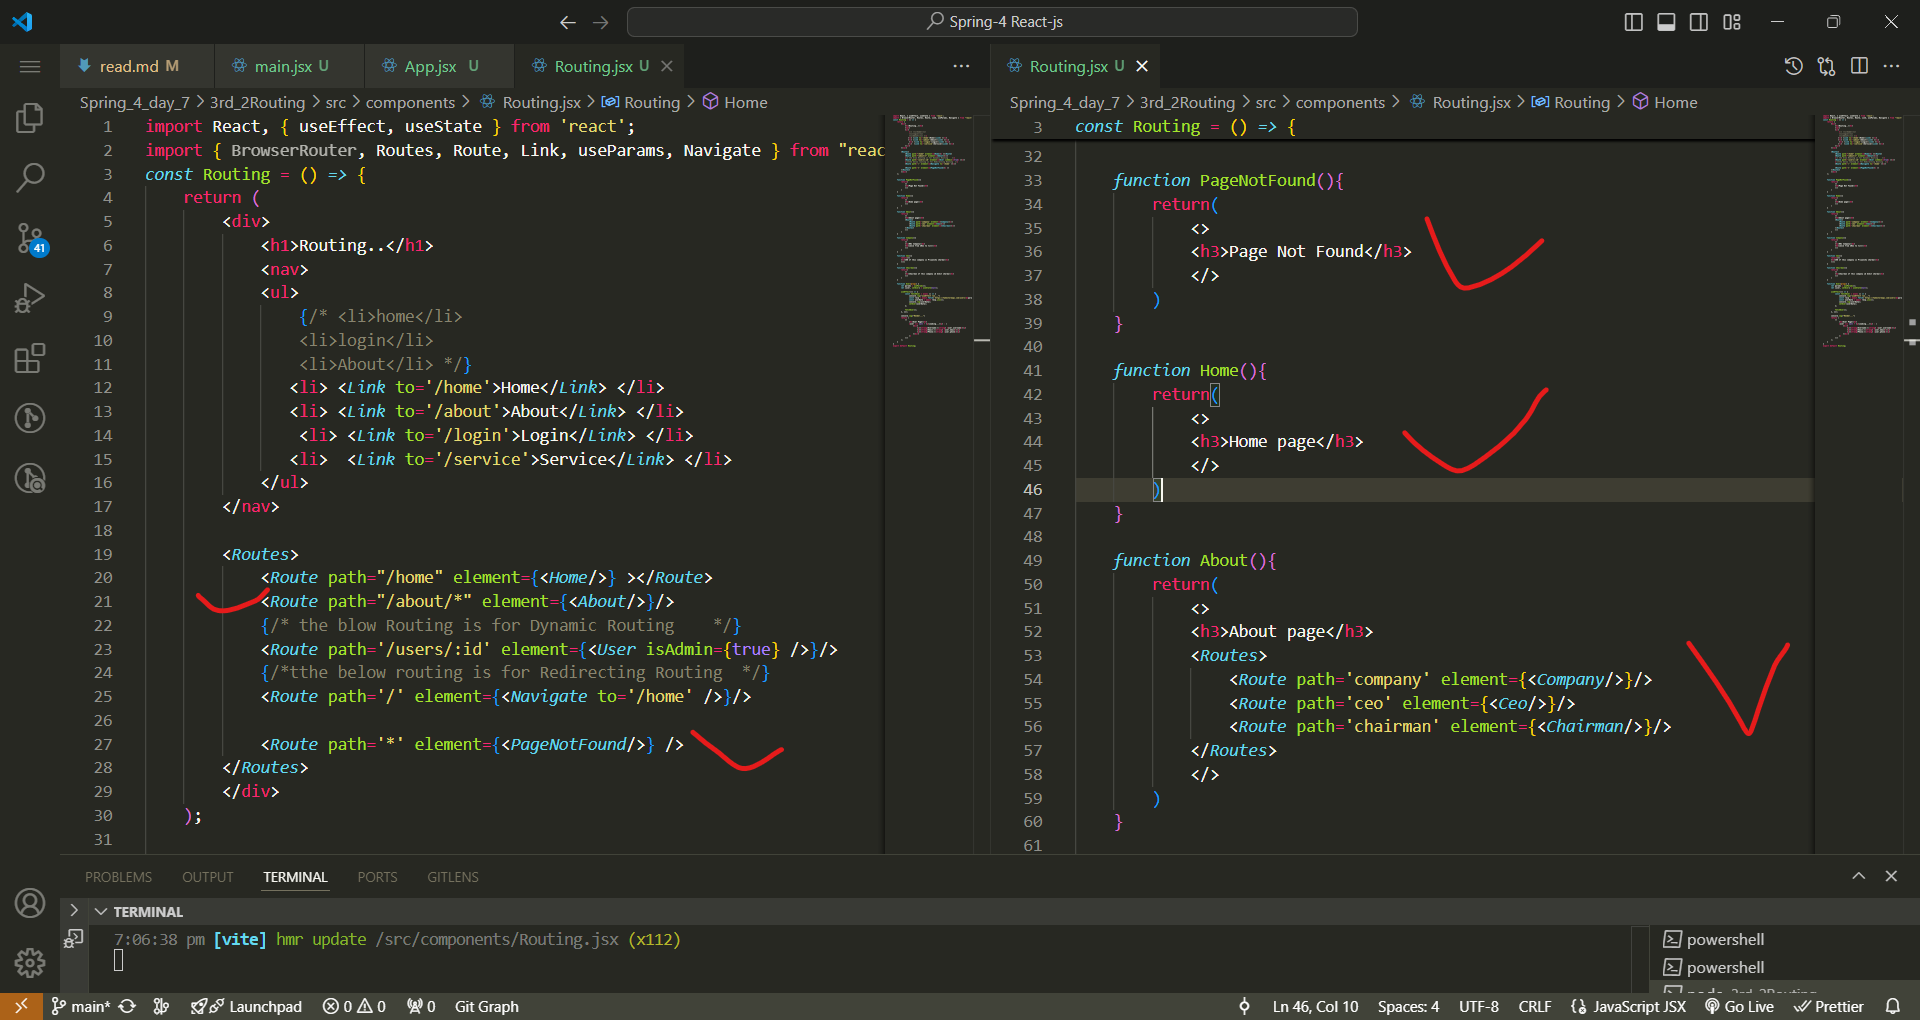 Spring-4 React-js
read.md M
main.jsx U
App.jsx U
Routing.jsx U
Routing.jsx U
Spring_4_day_7 > 3rd_2Routing > src > components > Routing.jsx > Routing > Home
1 import React, { useEffect, useState } from 'react';
2 import { BrowserRouter, Routes, Route, Link, useParams, Navigate } from "reac
3 const Routing = () => {
4 return (
5 <div>
6 <h1>Routing..</h1>
7 <nav>
8 <ul>
9 {/* <li>home</li>
10 <li>login</li>
11 <li>About</li> */}
12 <li> <Link to='/home'>Home</Link> </li>
13 <li> <Link to='/about'>About</Link> </li>
14 <li> <Link to='/login'>Login</Link> </li>
15 <li>  <Link to='/service'>Service</Link> </li>
16 </ul>
17 </nav>
18
19 <Routes>
20 <Route path="/home" element={<Home/>} ></Route>
21 <Route path="/about/*" element={<About/>}/>
22 {/* the blow Routing is for Dynamic Routing    */}
23 <Route path='/users/:id' element={<User isAdmin={true} />}/>
24 {/*tthe below routing is for Redirecting Routing  */}
25 <Route path='/' element={<Navigate to='/home' />}/>
26
27 <Route path='*' element={<PageNotFound/>} />
28 </Routes>
29 </div>
30 );
31
Spring_4_day_7 > 3rd_2Routing > src > components > Routing.jsx > Routing > Home
3 const Routing = () => {
32
33 function PageNotFound(){
34 return(
35 <>
36 <h3>Page Not Found</h3>
37 </>
38 )
39 }
40
41 function Home(){
42 return(
43 <>
44 <h3>Home page</h3>
45 </>
46 )
47 }
48
49 function About(){
50 return(
51 <>
52 <h3>About page</h3>
53 <Routes>
54 <Route path='company' element={<Company/>}/>
55 <Route path='ceo' element={<Ceo/>}/>
56 <Route path='chairman' element={<Chairman/>}/>
57 </Routes>
58 </>
59 )
60 }
61
41
PROBLEMS OUTPUT TERMINAL PORTS GITLENS
TERMINAL
7:06:38 pm [vite] hmr update /src/components/Routing.jsx (x112)
powershell
powershell
main* Launchpad 0 0 0 Git Graph
Ln 46, Col 10 Spaces: 4 UTF-8 CRLF {} JavaScript JSX Go Live Prettier